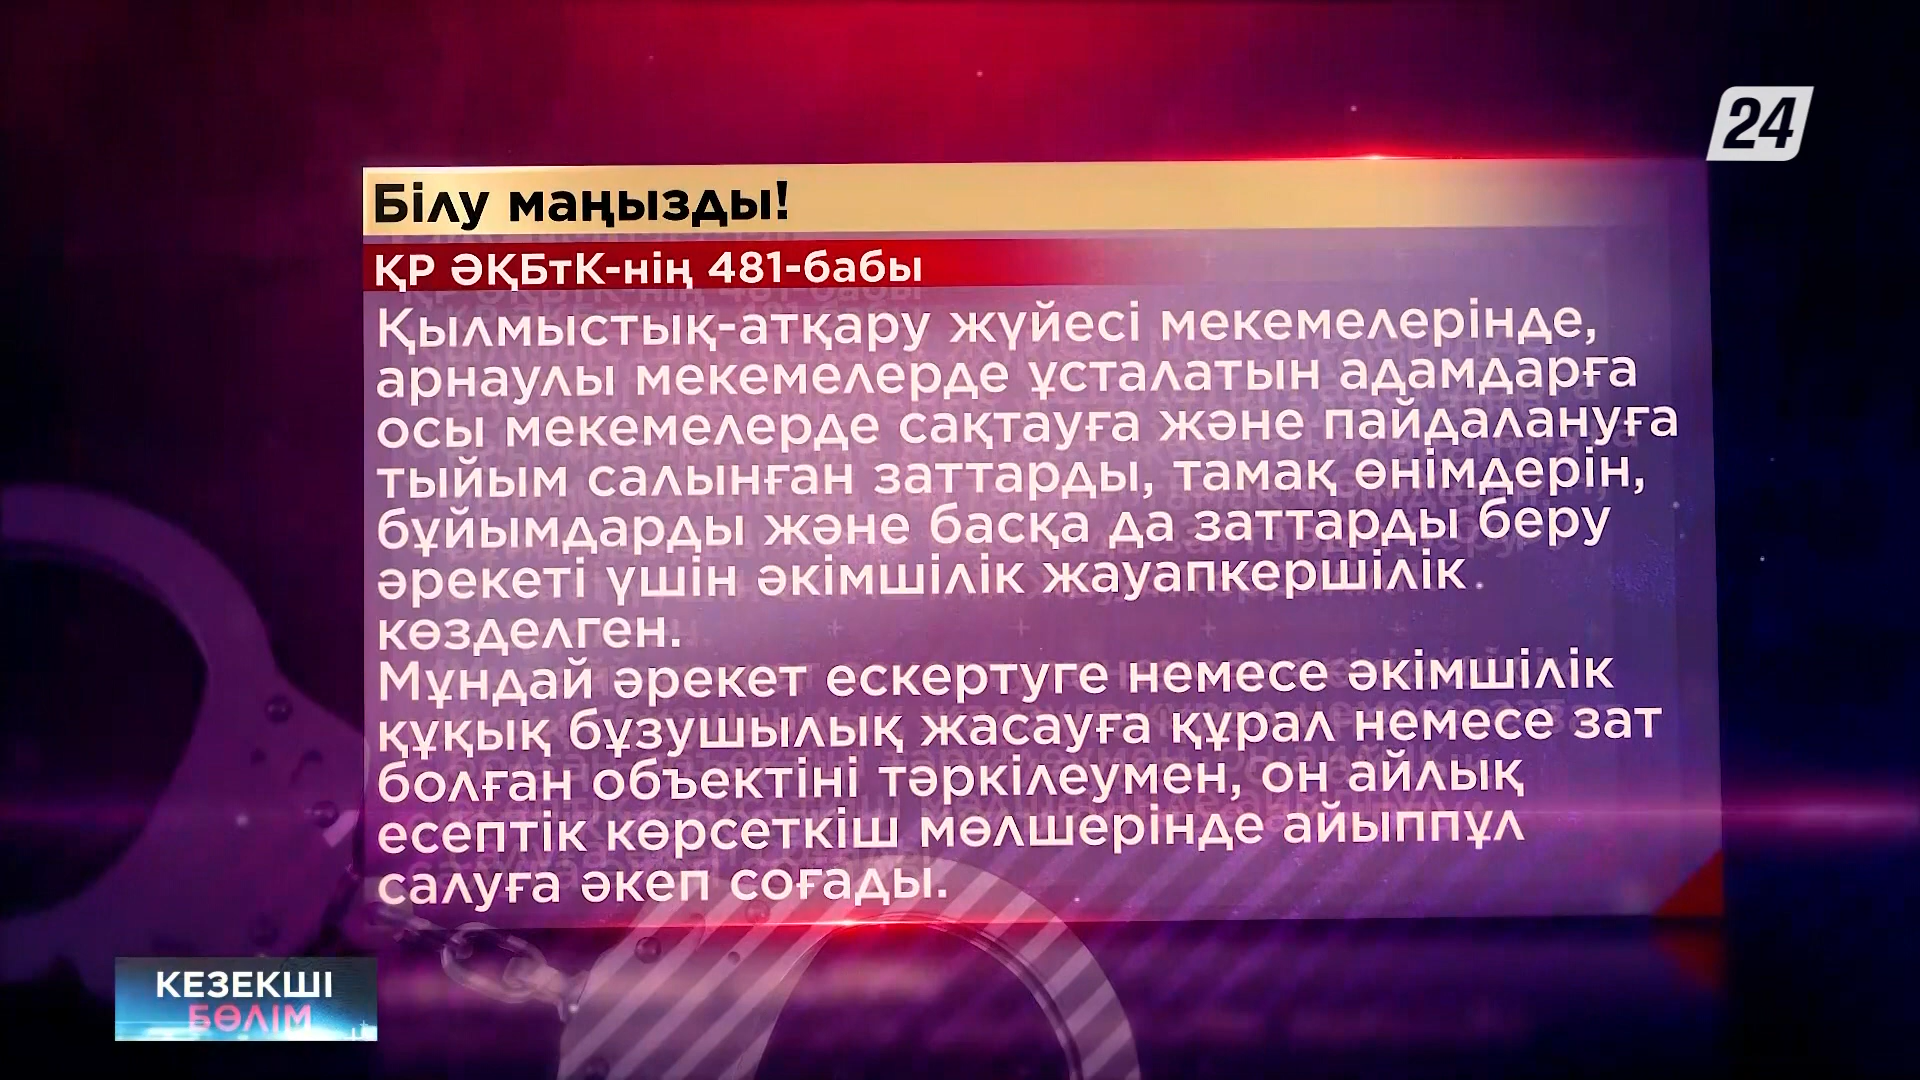 24
Білу маңызды!
ҚР ӘҚБтК-нің 481-бабы
Қылмыстық-атқару жүйесі мекемелерінде,
арнаулы мекемелерде ұсталатын адамдарға
осы мекемелерде сақтауға және пайдалануға
тыйым салынған заттарды, тамақ өнімдерін,
бұйымдарды және басқа да заттарды беру
әрекеті үшін әкімшілік жауапкершілік
көзделген.
Мұндай әрекет ескертуге немесе әкімшілік
құқық бұзушылық жасауға құрал немесе зат
болған объектіні тәркілеумен, он айлық
есептік көрсеткіш мөлшерінде айыппұл
салуға әкеп соғады.
КЕЗЕКШІ
БӨЛІМ